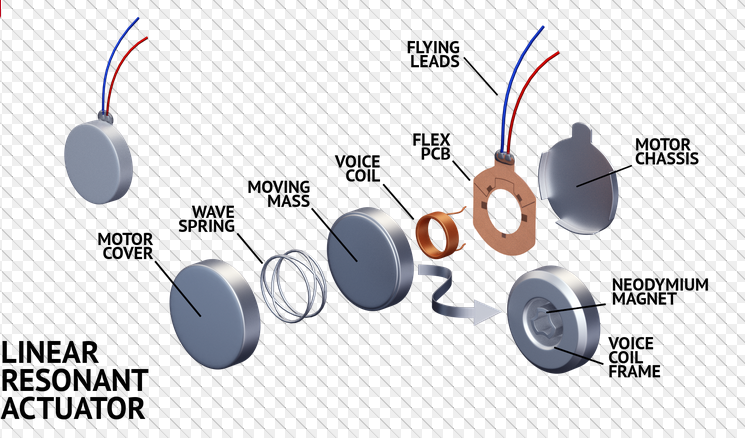 FLYING
LEADS
FLEX
PCB
MOTOR
CHASSIS
VOICE
COIL
MOVING
MASS
WAVE
SPRING
MOTOR
COVER
NEODYMIUM
MAGNET
VOICE
COIL
FRAME
LINEAR
RESONANT
ACTUATOR